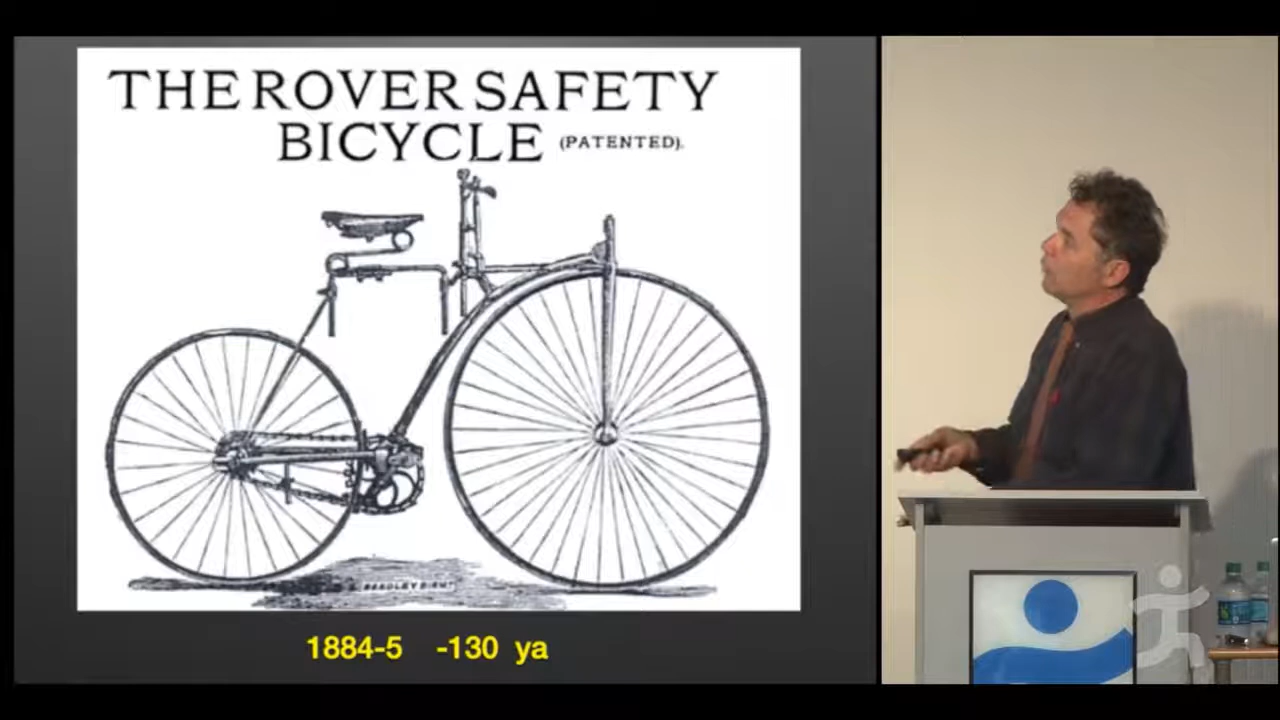 THE ROVER SAFETY
BICYCLE (PATENTED).
1884-5 -130 ya